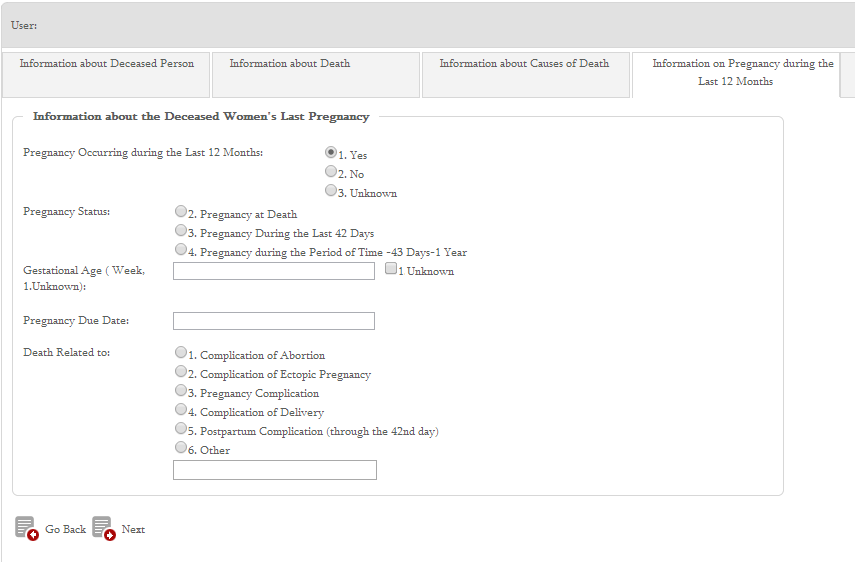 User:
Information about Deceased Person
Information about Death
Information about Causes of Death
Information on Pregnancy during the
Last 12 Months
Information about the Deceased Women's Last Pregnancy
Pregnancy Occurring during the Last 12 Months:
1. Yes
2. No
3. Unknown
Pregnancy Status:
2. Pregnancy at Death
3. Pregnancy During the Last 42 Days
4. Pregnancy during the Period of Time -43 Days-1 Year
Gestational Age ( Week,
1.Unknown):
1 Unknown
Pregnancy Due Date:
Death Related to:
1. Complication of Abortion
2. Complication of Ectopic Pregnancy
3. Pregnancy Complication
4. Complication of Delivery
5. Postpartum Complication (through the 42nd day)
6. Other
Go Back
Next